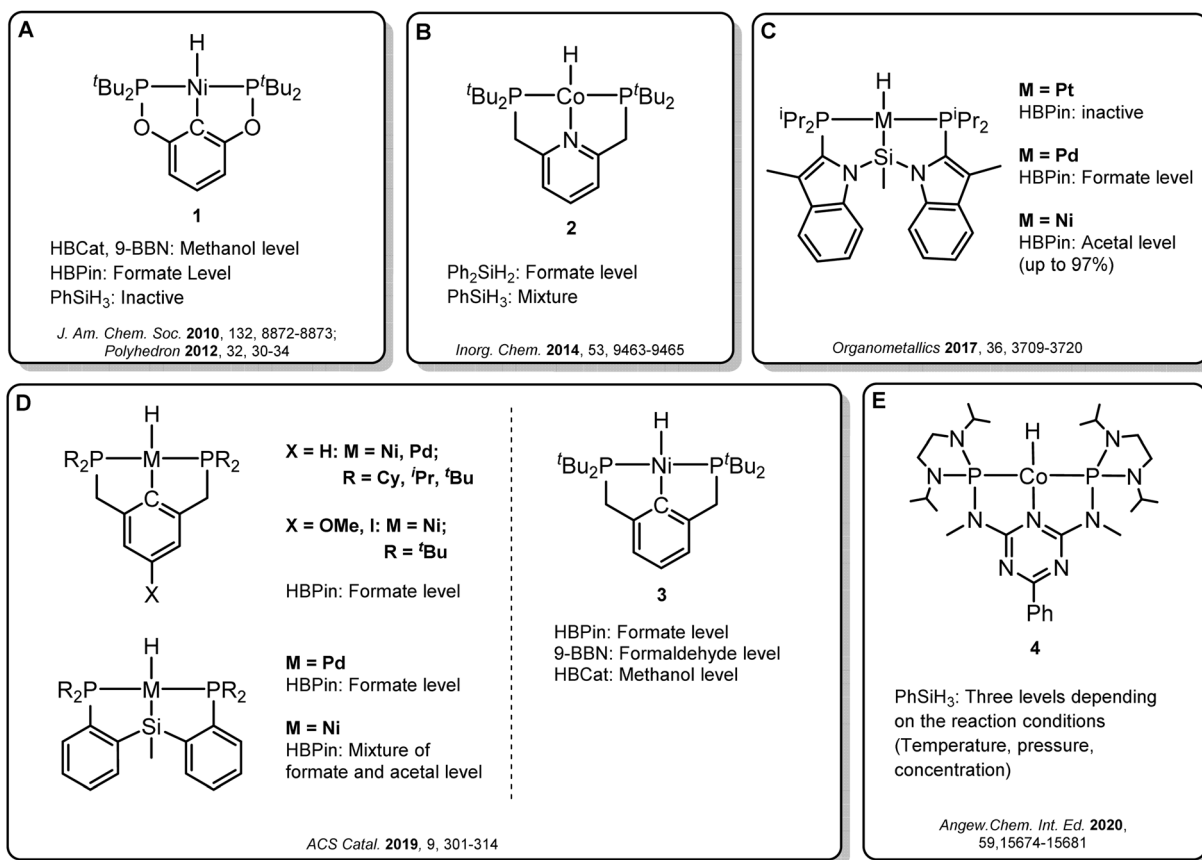 A
H
ᵗBu₂P Ni PᵗBu₂
O C O
1
HBCat, 9-BBN: Methanol level
HBPin: Formate Level
PhSiH₃: Inactive
J. Am. Chem. Soc. 2010, 132, 8872-8873;
Polyhedron 2012, 32, 30-34
B
H
ᵗBu₂P Co PᵗBu₂
N
2
Ph₂SiH₂: Formate level
PhSiH₃: Mixture
Inorg. Chem. 2014, 53, 9463-9465
C
H
ⁱPr₂P M PⁱPr₂
Si
N N
M = Pt
HBPin: inactive
M = Pd
HBPin: Formate level
M = Ni
HBPin: Acetal level
(up to 97%)
Organometallics 2017, 36, 3709-3720
D
H
R₂P M PR₂
C
X
X = H: M = Ni, Pd;
R = Cy, ⁱPr, ᵗBu
X = OMe, I: M = Ni;
R = ᵗBu
HBPin: Formate level
H
R₂P M PR₂
Si
M = Pd
HBPin: Formate level
M = Ni
HBPin: Mixture of
formate and acetal level
H
ᵗBu₂P Ni PᵗBu₂
C
3
HBPin: Formate level
9-BBN: Formaldehyde level
HBCat: Methanol level
ACS Catal. 2019, 9, 301-314
E
H
N N
N P Co P N
N N N
N N
Ph
4
PhSiH₃: Three levels depending
on the reaction conditions
(Temperature, pressure,
concentration)
Angew.Chem. Int. Ed. 2020,
59,15674-15681